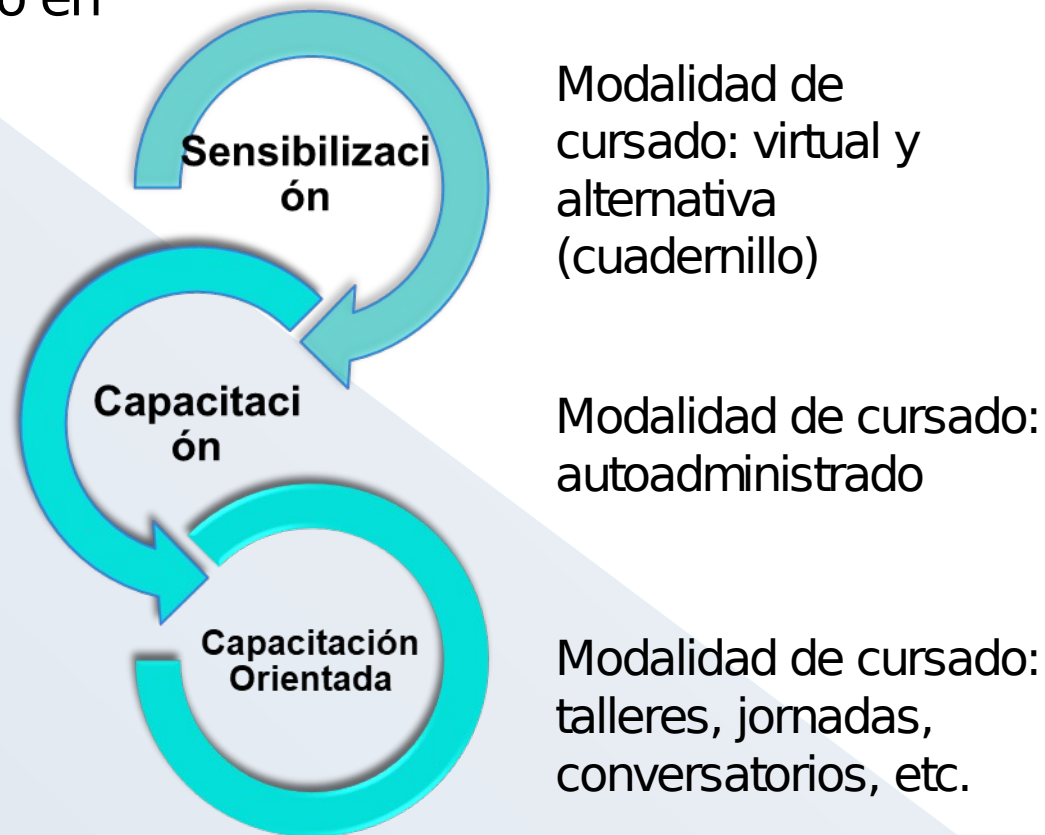 o en
Sensibilizaci
ón
Modalidad de
cursado: virtual y
alternativa
(cuadernillo)
Capacitaci
ón
Modalidad de cursado:
autoadministrado
Capacitación
Orientada
Modalidad de cursado:
talleres, jornadas,
conversatorios, etc.